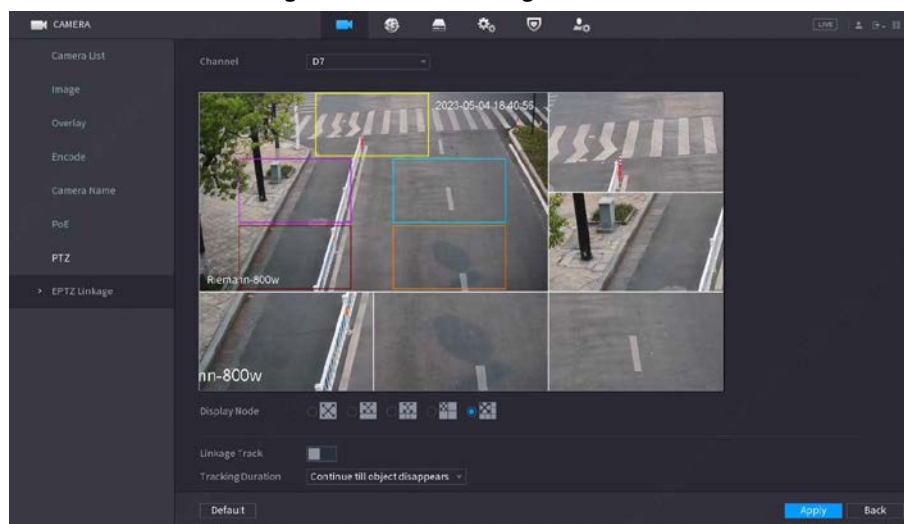 CAMERA
LIVE
Camera List
Image
Overlay
Encode
Camera Name
PoE
PTZ
> EPTZ Linkage
Channel
D7
2023-05-04 18:40:56
Riemann-800w
nn-800w
Display Node
Linkage Track
Tracking Duration
Continue till object disappears
Default
Apply
Back